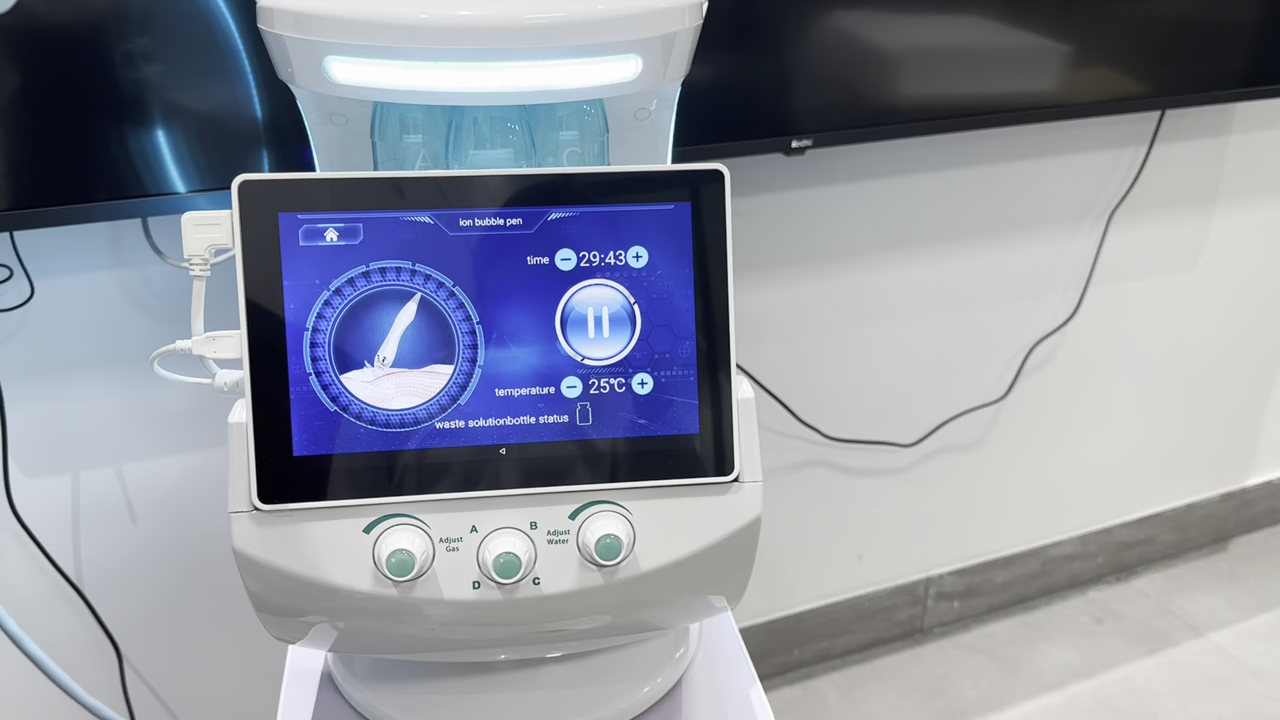 A
C
ion bubble pen
time
29:43
temperature
25℃
waste solutionbottle status
Adjust
Gas
A
B
D
C
Adjust
Water